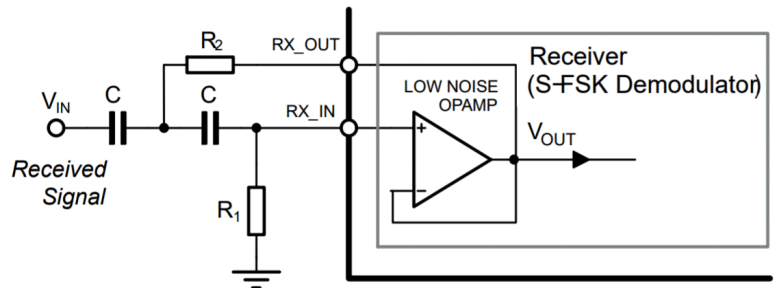 R2
RX_OUT
Receiver
(S-FSK Demodulator)
LOW NOISE
OPAMP
VIN
C
C
RX_IN
+
VOUT
−
Received
Signal
R1